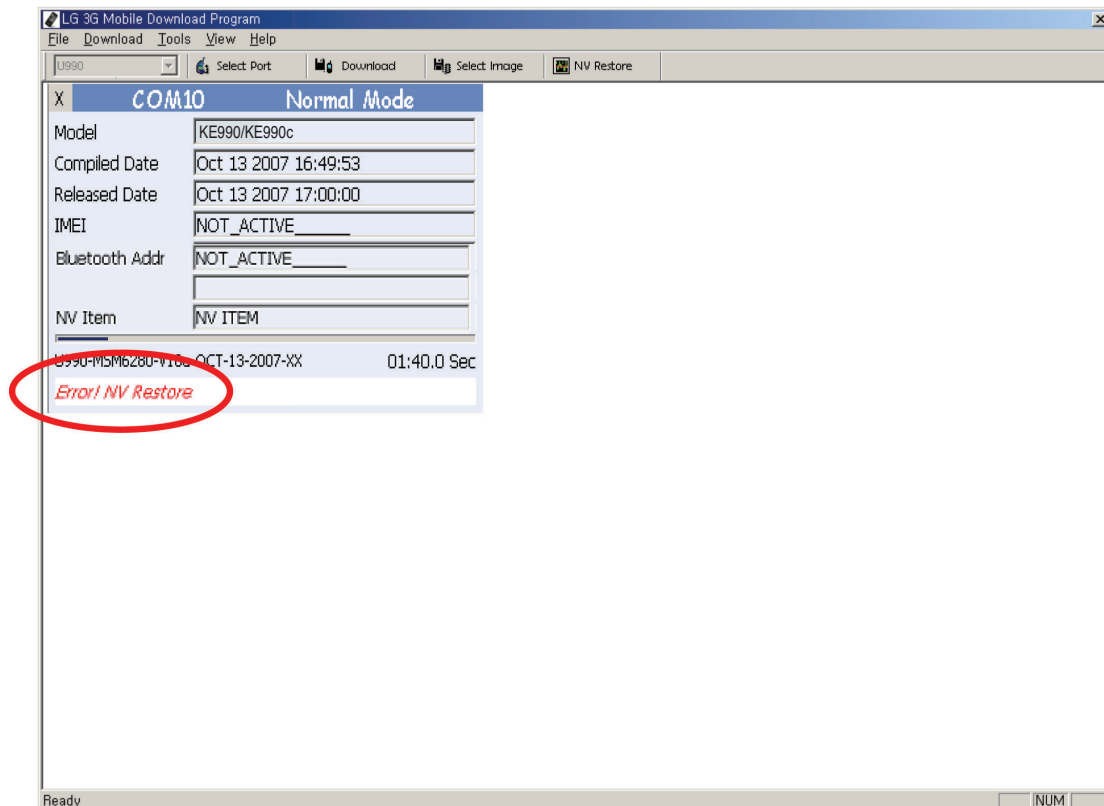 LG 3G Mobile Download Program
File Download Tools View Help
U990 Select Port Download Select Image NV Restore
X COM10 Normal Mode
Model KE990/KE990c
Compiled Date Oct 13 2007 16:49:53
Released Date Oct 13 2007 17:00:00
IMEI NOT_ACTIVE______
Bluetooth Addr NOT_ACTIVE______
NV Item NV ITEM
OCT-13-2007-XX 01:40.0 Sec
Error! NV Restore
Ready NUM